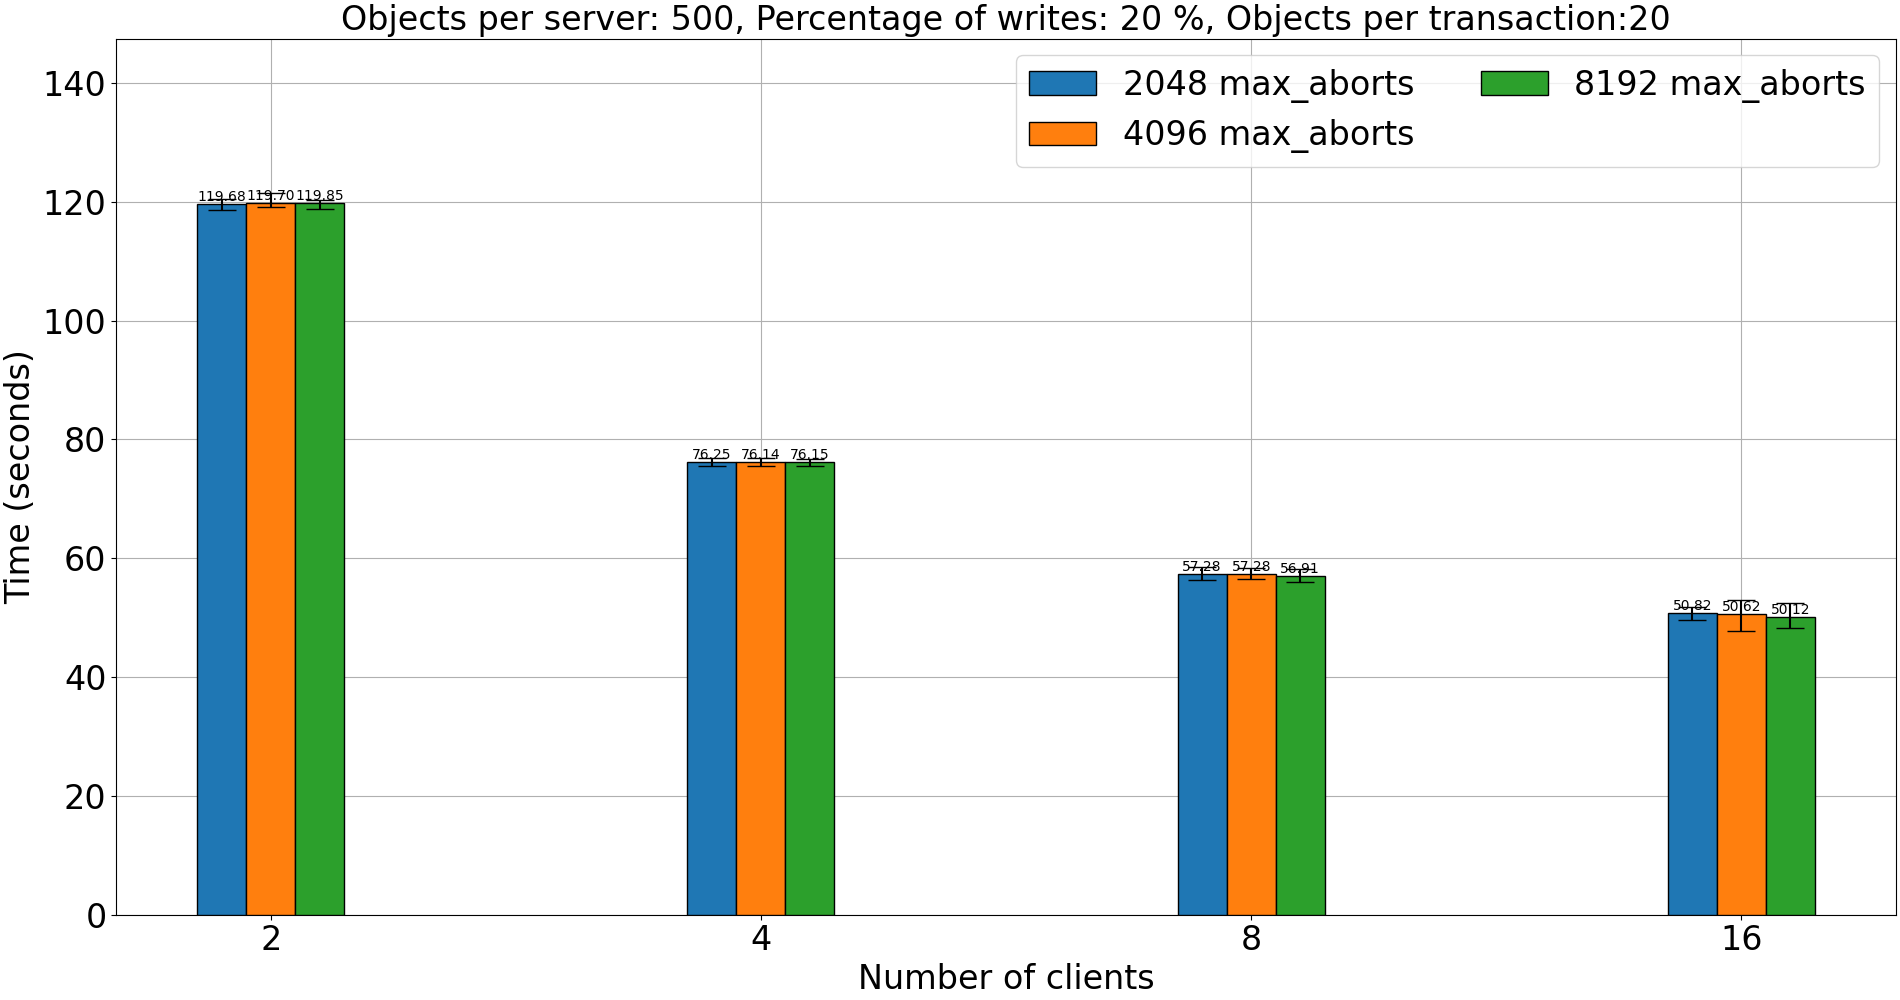 Objects per server: 500, Percentage of writes: 20 %, Objects per transaction:20
2048 max_aborts
4096 max_aborts
8192 max_aborts
Time (seconds)
140
120
100
80
60
40
20
0
119.68 119.70 119.85
76.25 76.14 76.15
57.28 57.28 56.91
50.82 50.62 50.12
2 4 8 16
Number of clients